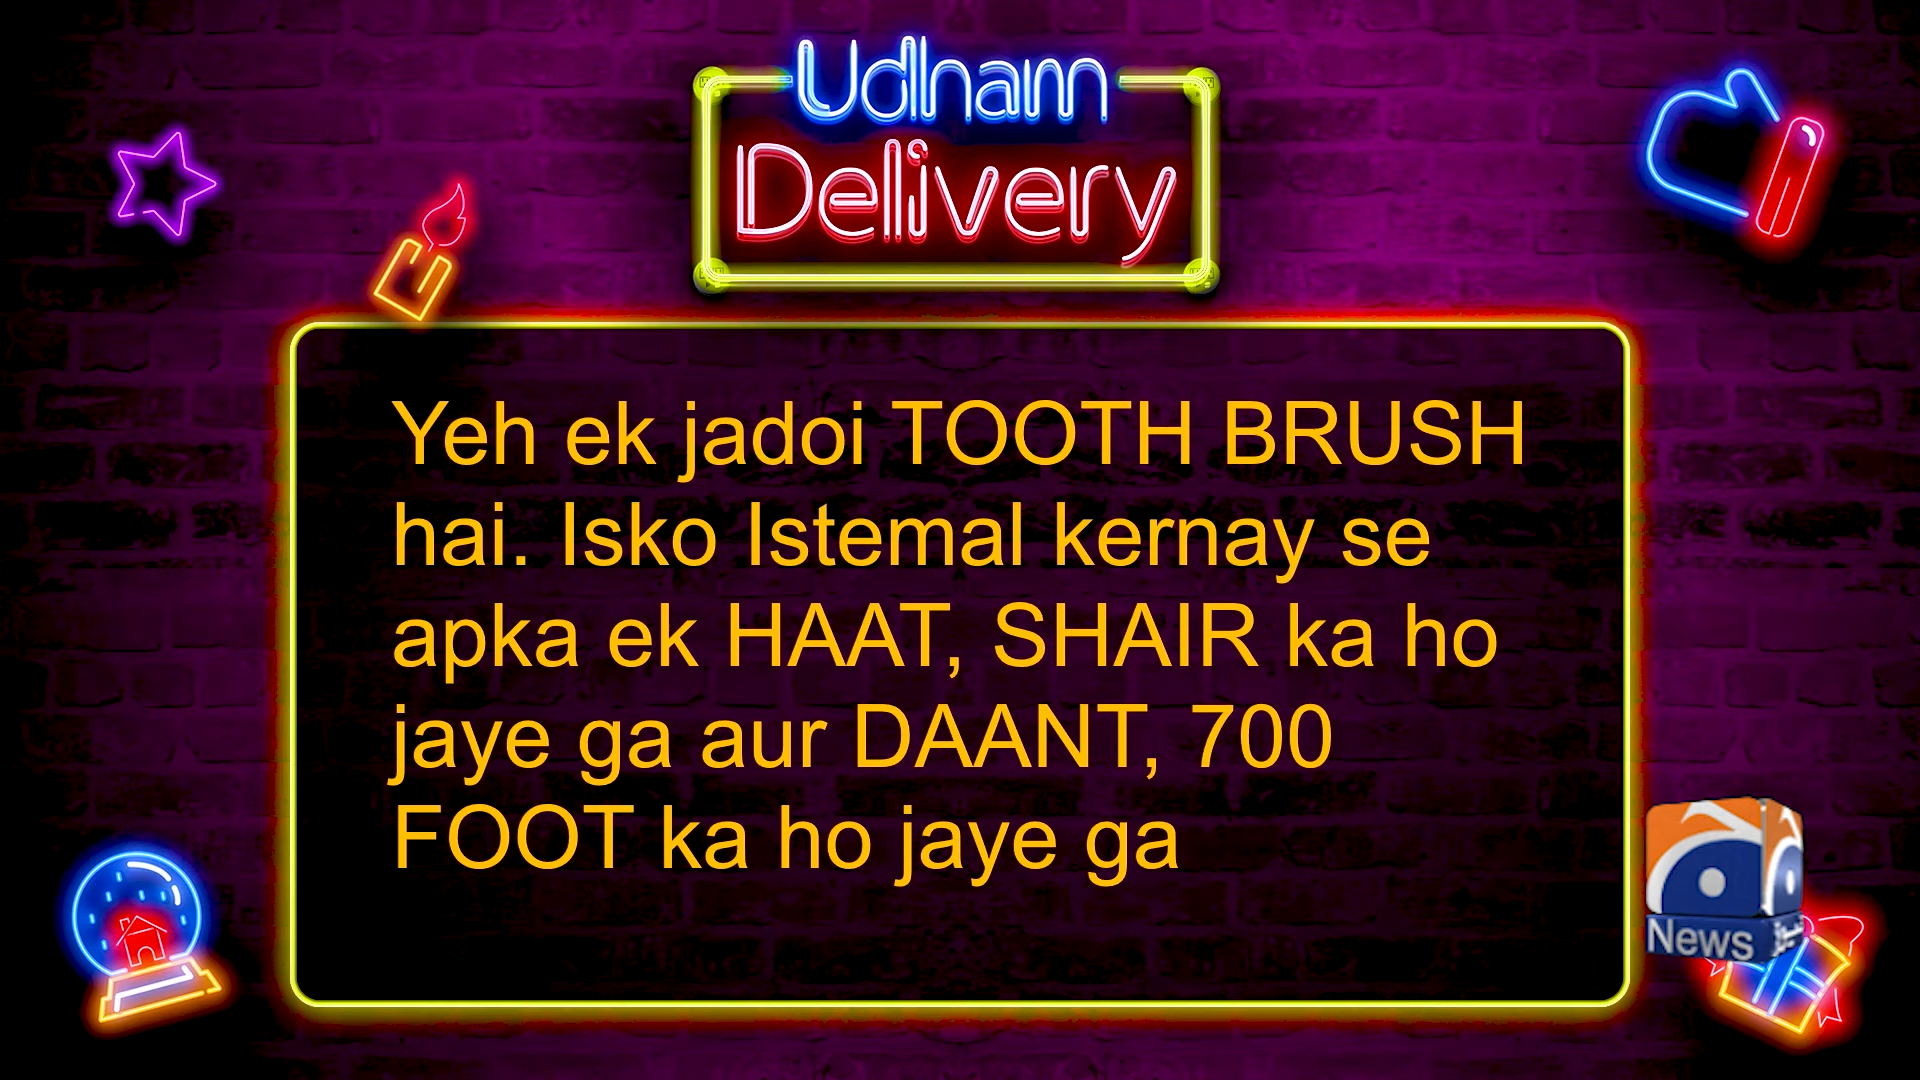 Udham
Delivery
Yeh ek jadoi TOOTH BRUSH
hai. Isko Istemal kernay se
apka ek HAAT, SHAIR ka ho
jaye ga aur DAANT, 700
FOOT ka ho jaye ga
News